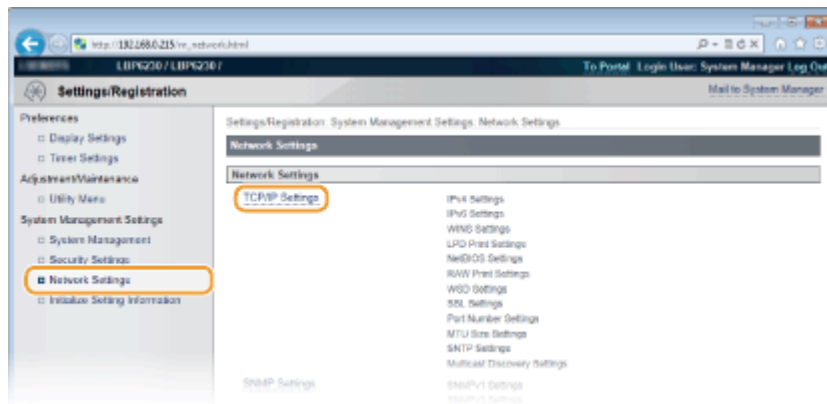 http://192.168.0.215/m_network.html
LBP6230 / LBP6230 /
To Portal Login User: System Manager Log Out
Settings/Registration
Mail to System Manager
Preferences
Display Settings
Timer Settings
Adjustment/Maintenance
Utility Menu
System Management Settings
System Management
Security Settings
Network Settings
Initialize Setting Information
Settings/Registration: System Management Settings: Network Settings
Network Settings
Network Settings
TCP/IP Settings
IPv4 Settings
IPv6 Settings
WINS Settings
LPD Print Settings
NetBIOS Settings
RAW Print Settings
WSD Settings
SSL Settings
Port Number Settings
MTU Size Settings
SNTP Settings
Multicast Discovery Settings
SNMP Settings
SNMPv1 Settings